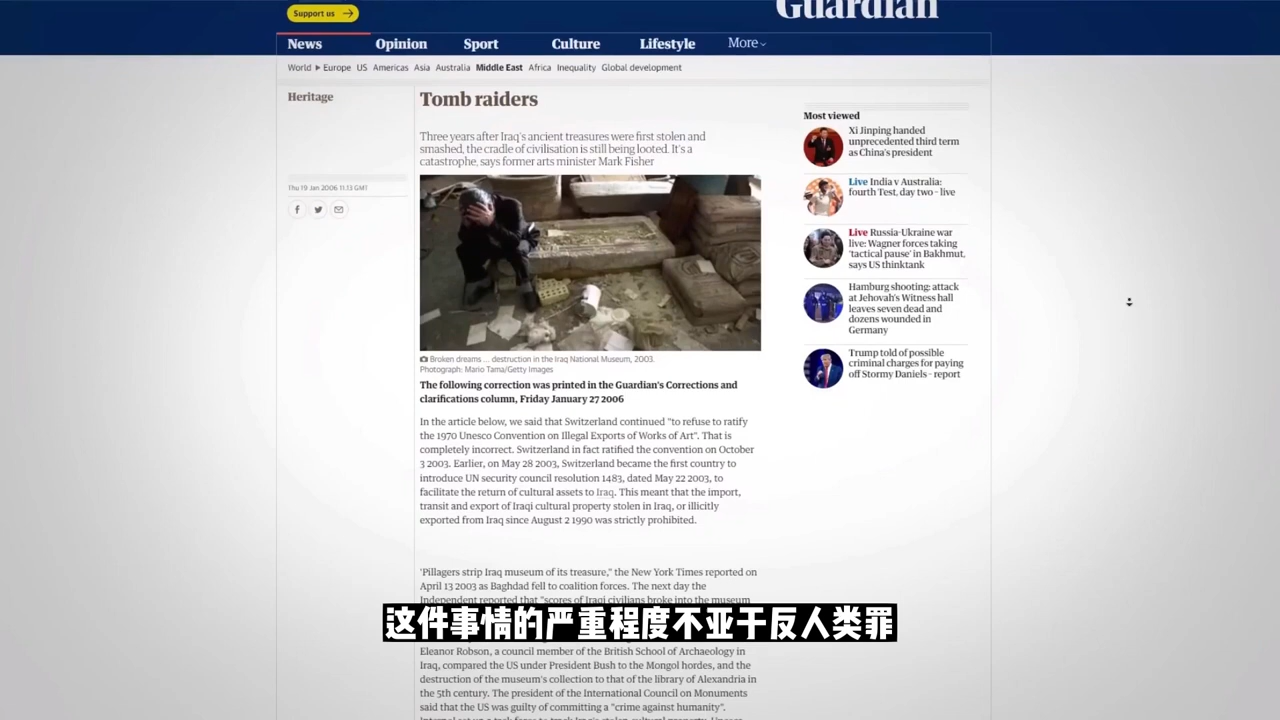 Support us
Guardian
News Opinion Sport Culture Lifestyle More
World Europe US Americas Asia Australia Middle East Africa Inequality Global development
Heritage
Tomb raiders
Three years after Iraq's ancient treasures were first stolen and
smashed, the cradle of civilisation is still being looted. It's a
catastrophe, says former arts minister Mark Fisher
Thu 19 Jan 2006 11.13 GMT
Broken dreams ... destruction in the Iraq National Museum, 2003.
Photograph: Mario Tama/Getty Images
The following correction was printed in the Guardian's Corrections and
clarifications column, Friday January 27 2006
In the article below, we said that Switzerland continued "to refuse to ratify
the 1970 Unesco Convention on Illegal Exports of Works of Art". That is
completely incorrect. Switzerland in fact ratified the convention on October
3 2003. Earlier, on May 28 2003, Switzerland became the first country to
introduce UN security council resolution 1483, dated May 22 2003, to
facilitate the return of cultural assets to Iraq. This meant that the import,
transit and export of Iraqi cultural property stolen in Iraq, or illicitly
exported from Iraq since August 2 1990 was strictly prohibited.
'Pillagers strip Iraq museum of its treasure," the New York Times reported on
April 13 2003 as Baghdad fell to coalition forces. The next day the
Independent reported that "scores of Iraqi civilians broke into the museum
这件事情的严重程度不亚于反人类罪
Eleanor Robson, a council member of the British School of Archaeology in
Iraq, compared the US under President Bush to the Mongol hordes, and the
destruction of the museum's collection to that of the library of Alexandria in
the 5th century. The president of the International Council on Monuments
said that the US was guilty of committing a "crime against humanity".
Most viewed
Xi Jinping handed
unprecedented third term
as China's president
Live India v Australia:
fourth Test, day two – live
Live Russia-Ukraine war
live: Wagner forces taking
'tactical pause' in Bakhmut,
says US thinktank
Hamburg shooting: attack
at Jehovah's Witness hall
leaves seven dead and
dozens wounded in
Germany
Trump told of possible
criminal charges for paying
off Stormy Daniels – report